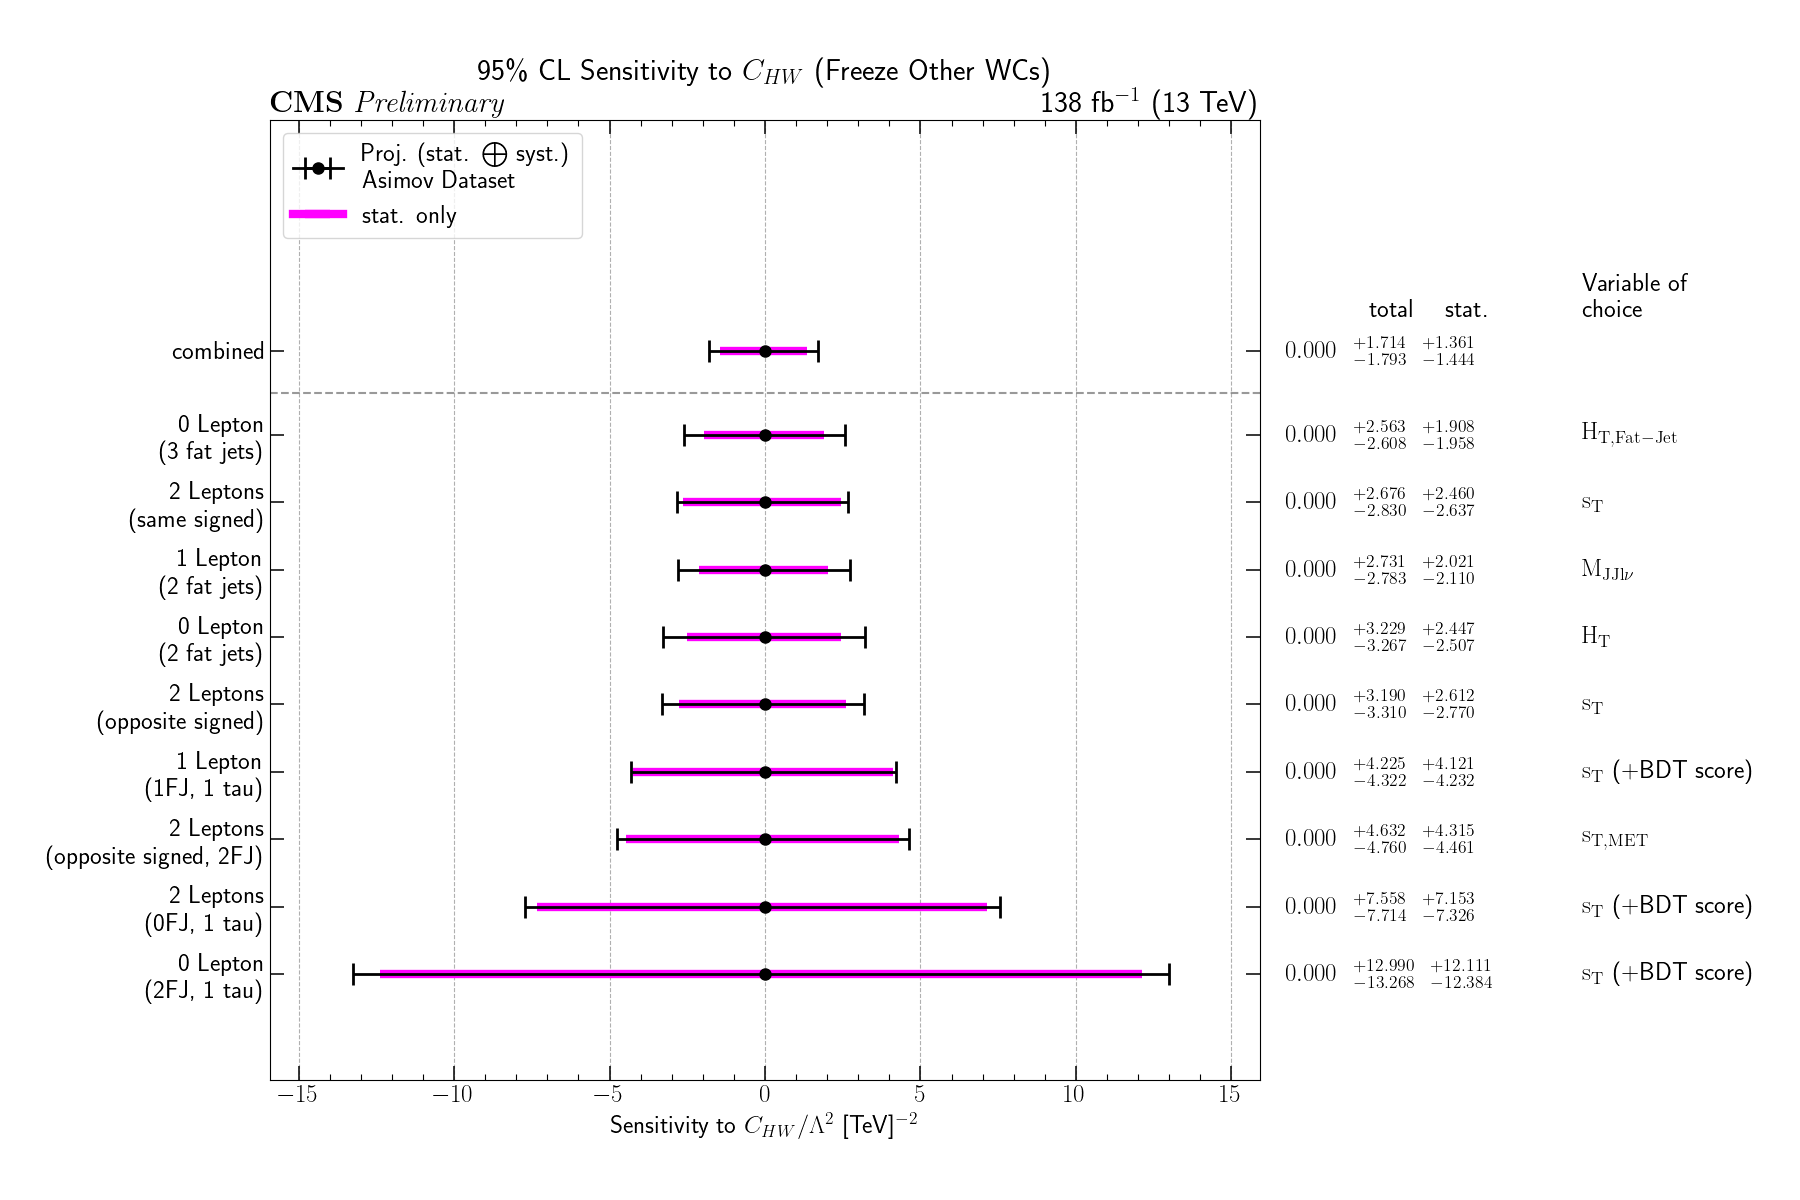 95% CL Sensitivity to C_{HW} (Freeze Other WCs)
CMS Preliminary 138 fb^{−1} (13 TeV)
Proj. (stat. ⨁ syst.)
Asimov Dataset
stat. only
Variable of
choice
total stat.
combined 0.000 +1.714 −1.793 +1.361 −1.444
0 Lepton
(3 fat jets) 0.000 +2.563 −2.608 +1.908 −1.958 H_{T,Fat−Jet}
2 Leptons
(same signed) 0.000 +2.676 −2.830 +2.460 −2.637 s_T
1 Lepton
(2 fat jets) 0.000 +2.731 −2.783 +2.021 −2.110 M_{JJlν}
0 Lepton
(2 fat jets) 0.000 +3.229 −3.267 +2.447 −2.507 H_T
2 Leptons
(opposite signed) 0.000 +3.190 −3.310 +2.612 −2.770 s_T
1 Lepton
(1FJ, 1 tau) 0.000 +4.225 −4.322 +4.121 −4.232 s_T (+BDT score)
2 Leptons
(opposite signed, 2FJ) 0.000 +4.632 −4.760 +4.315 −4.461 s_{T,MET}
2 Leptons
(0FJ, 1 tau) 0.000 +7.558 −7.714 +7.153 −7.326 s_T (+BDT score)
0 Lepton
(2FJ, 1 tau) 0.000 +12.990 −13.268 +12.111 −12.384 s_T (+BDT score)
−15 −10 −5 0 5 10 15
Sensitivity to C_{HW}/Λ^2 [TeV]^{−2}